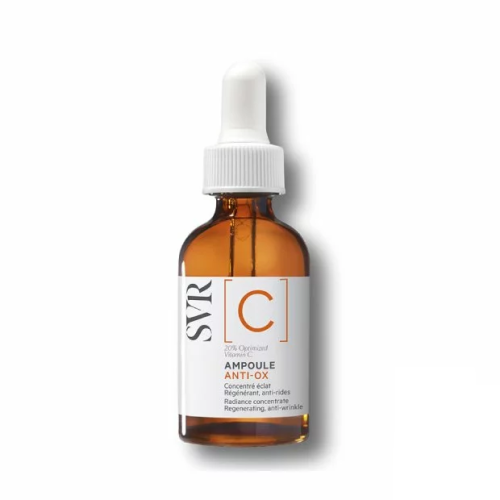 SVR
[C]
20% Optimized
Vitamin C
AMPOULE
ANTI-OX
Concentré éclat
Régénérant, anti-rides
Radiance concentrate
Regenerating, anti-wrinkle